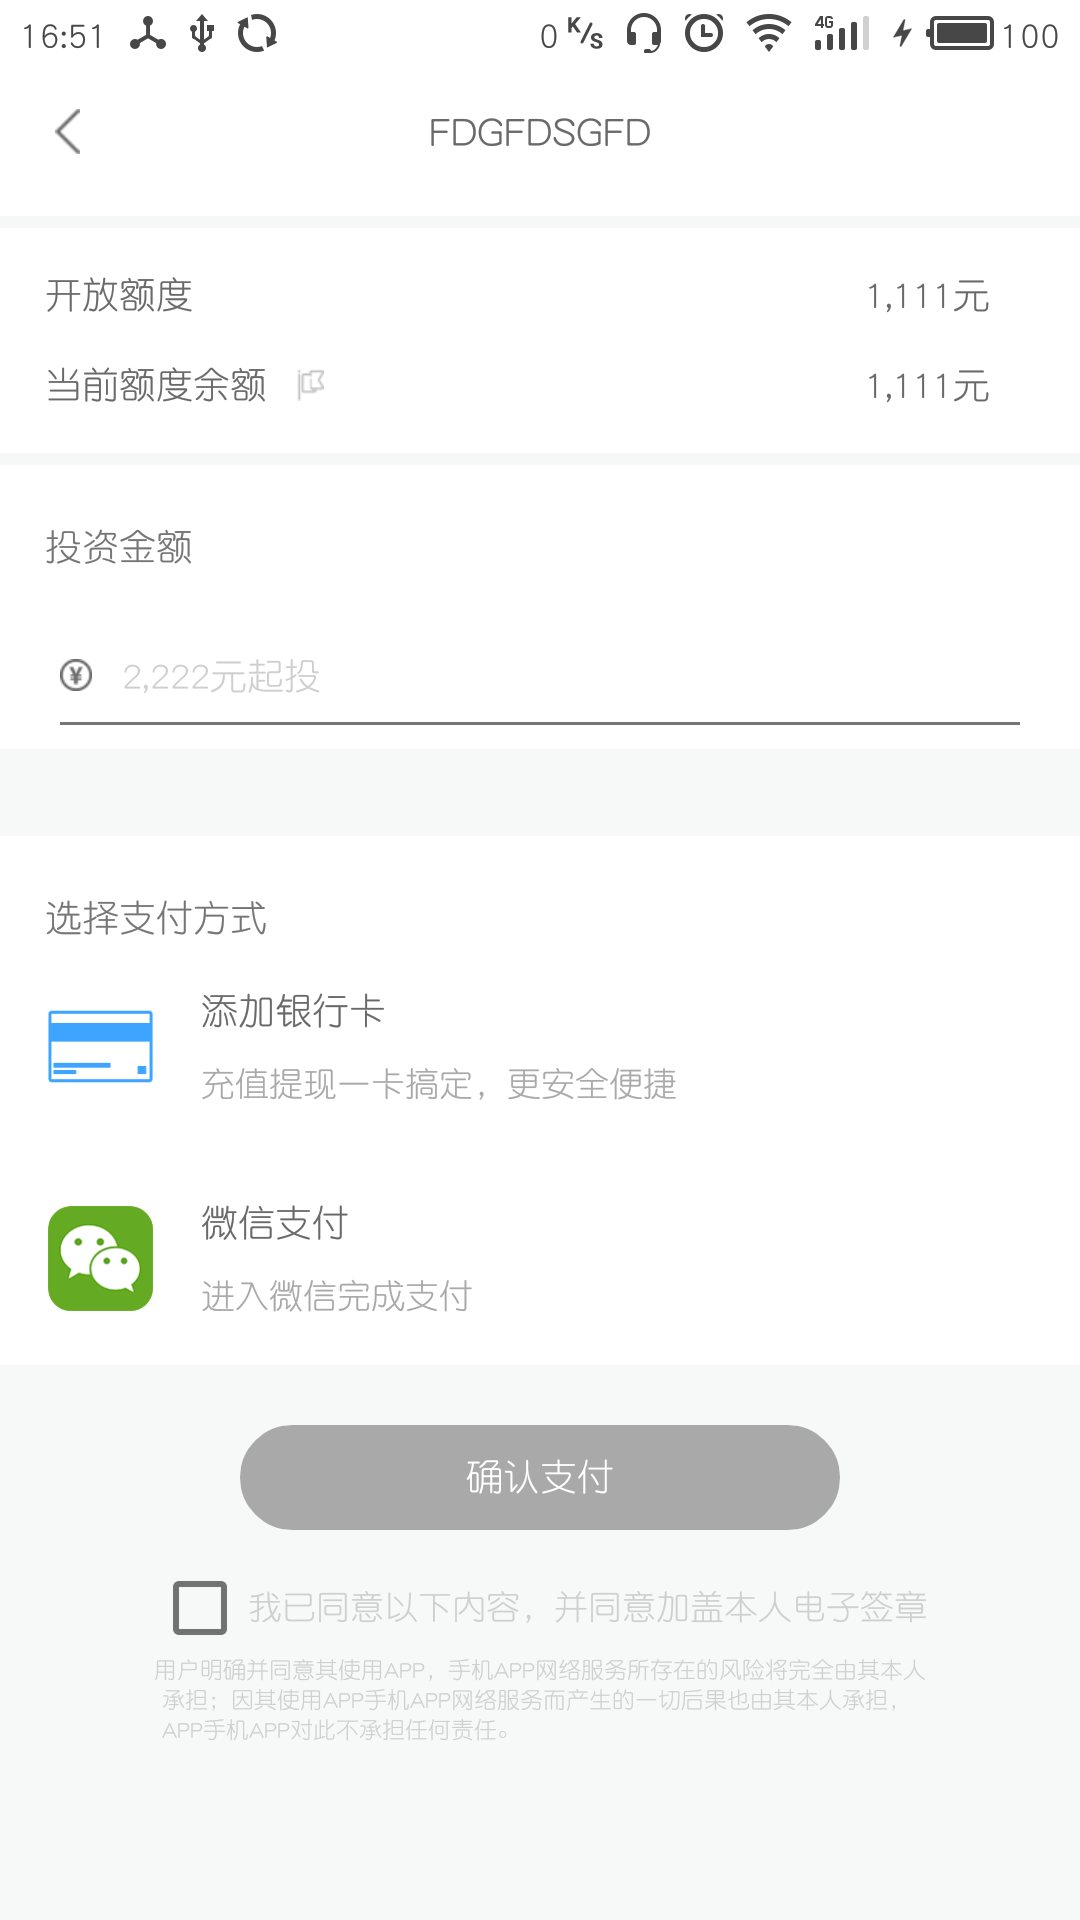 16:51 0 K/s 4G 100
FDGFDSGFD
开放额度 1,111元
当前额度余额 1,111元
投资金额
¥ 2,222元起投
选择支付方式
添加银行卡
充值提现一卡搞定，更安全便捷
微信支付
进入微信完成支付
确认支付
我已同意以下内容，并同意加盖本人电子签章
用户明确并同意其使用APP，手机APP网络服务所存在的风险将完全由其本人
承担；因其使用APP手机APP网络服务而产生的一切后果也由其本人承担，
APP手机APP对此不承担任何责任。